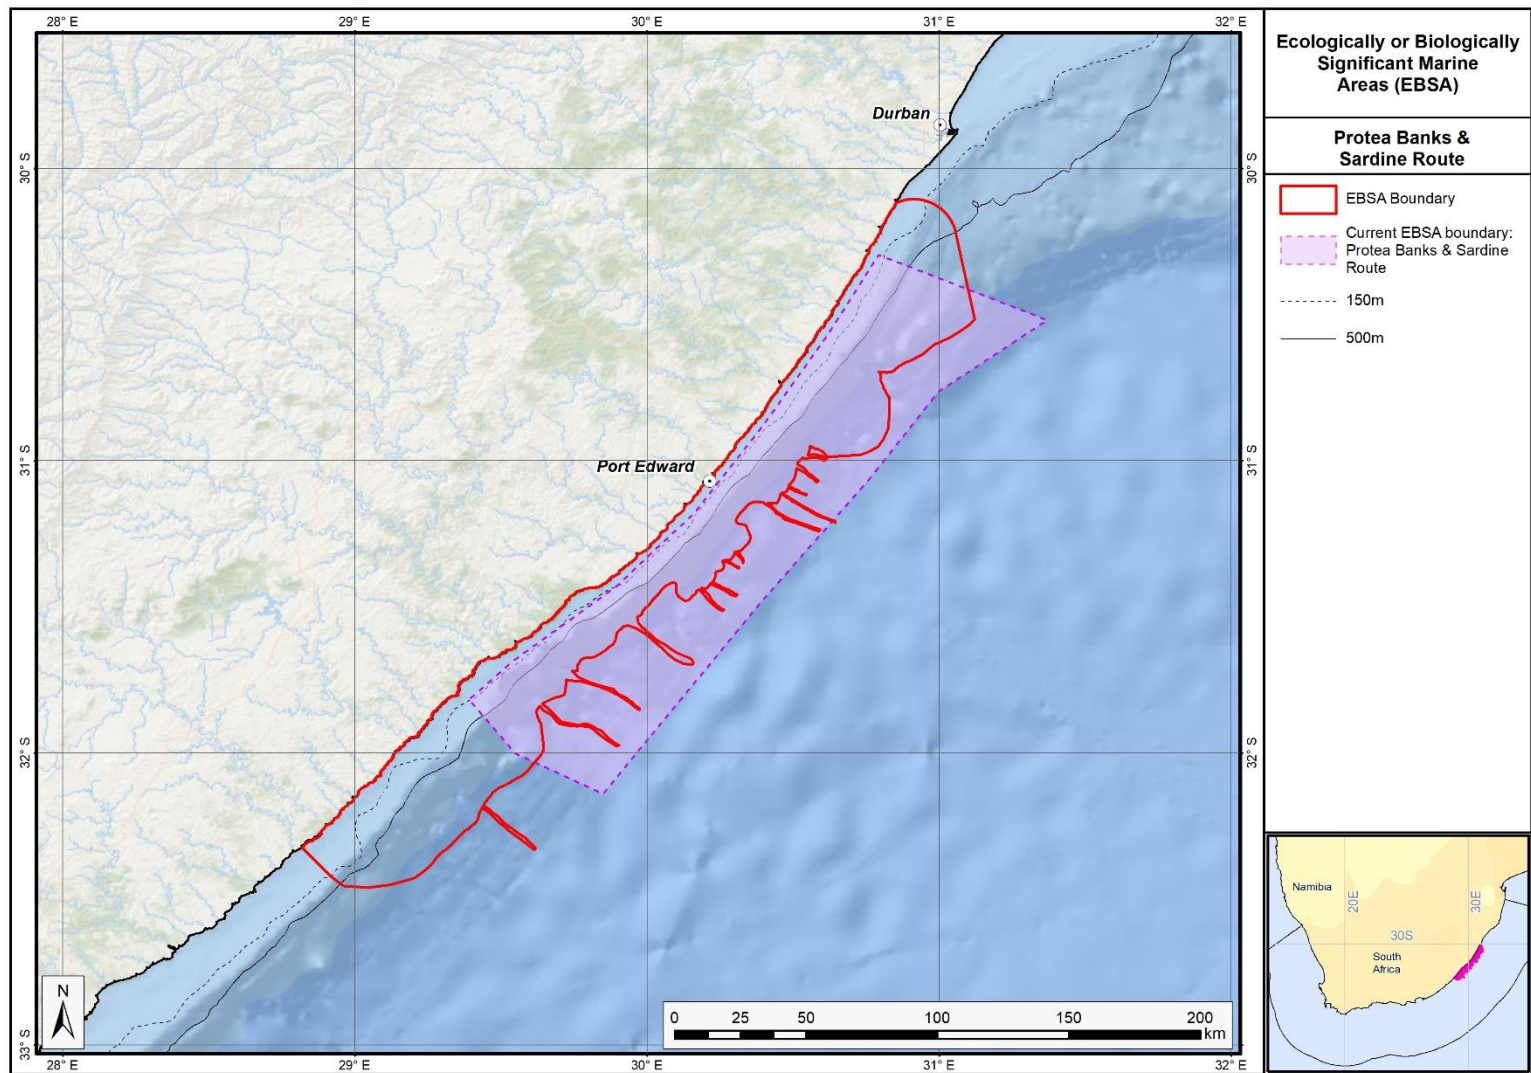 28° E
29° E
30° E
31° E
32° E
Ecologically or Biologically
Significant Marine
Areas (EBSA)
Protea Banks &
Sardine Route
EBSA Boundary
Current EBSA boundary:
Protea Banks & Sardine
Route
150m
500m
Durban
Port Edward
30° S
30° S
31° S
31° S
32° S
32° S
33° S
33° S
N
0 25 50 100 150 200
km
28° E
29° E
30° E
31° E
32° E
Namibia
20E
30E
30S
South
Africa